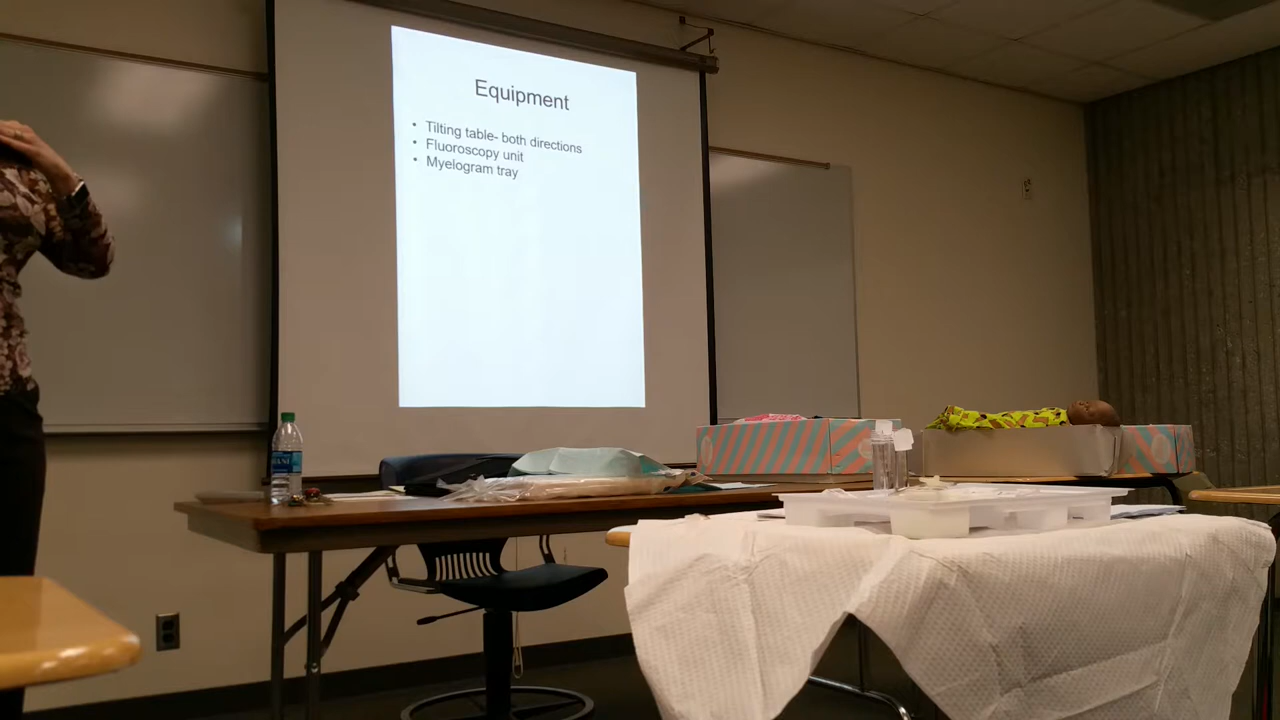 Equipment
• Tilting table- both directions
• Fluoroscopy unit
• Myelogram tray